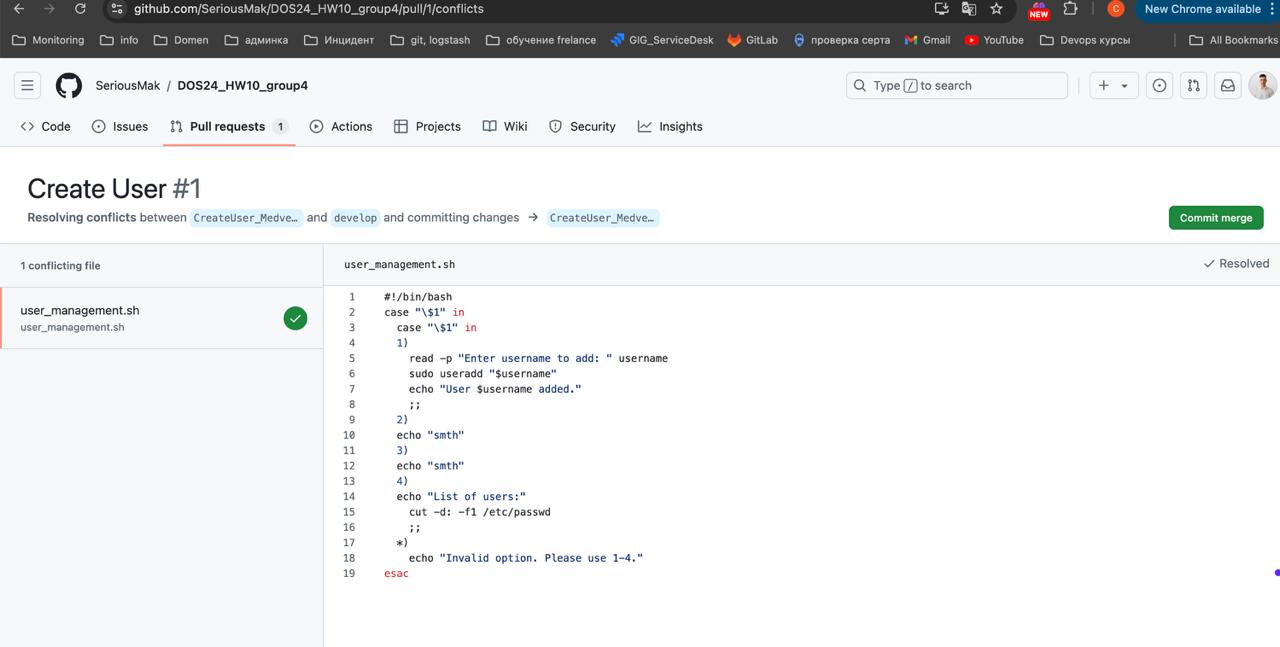 github.com/SeriousMak/DOS24_HW10_group4/pull/1/conflicts
NEW
C
New Chrome available
Monitoring
info
Domen
админка
Инцидент
git, logstash
обучение frelance
GIG_ServiceDesk
GitLab
проверка серта
Gmail
YouTube
Devops курсы
All Bookmarks
SeriousMak / DOS24_HW10_group4
Type / to search
Code
Issues
Pull requests 1
Actions
Projects
Wiki
Security
Insights
Create User #1
Resolving conflicts between CreateUser_Medve… and develop and committing changes → CreateUser_Medve…
Commit merge
1 conflicting file
user_management.sh
user_management.sh
user_management.sh
Resolved
1 #!/bin/bash
2 case "\$1" in
3 case "\$1" in
4 1)
5 read -p "Enter username to add: " username
6 sudo useradd "$username"
7 echo "User $username added."
8 ;;
9 2)
10 echo "smth"
11 3)
12 echo "smth"
13 4)
14 echo "List of users:"
15 cut -d: -f1 /etc/passwd
16 ;;
17 *)
18 echo "Invalid option. Please use 1-4."
19 esac